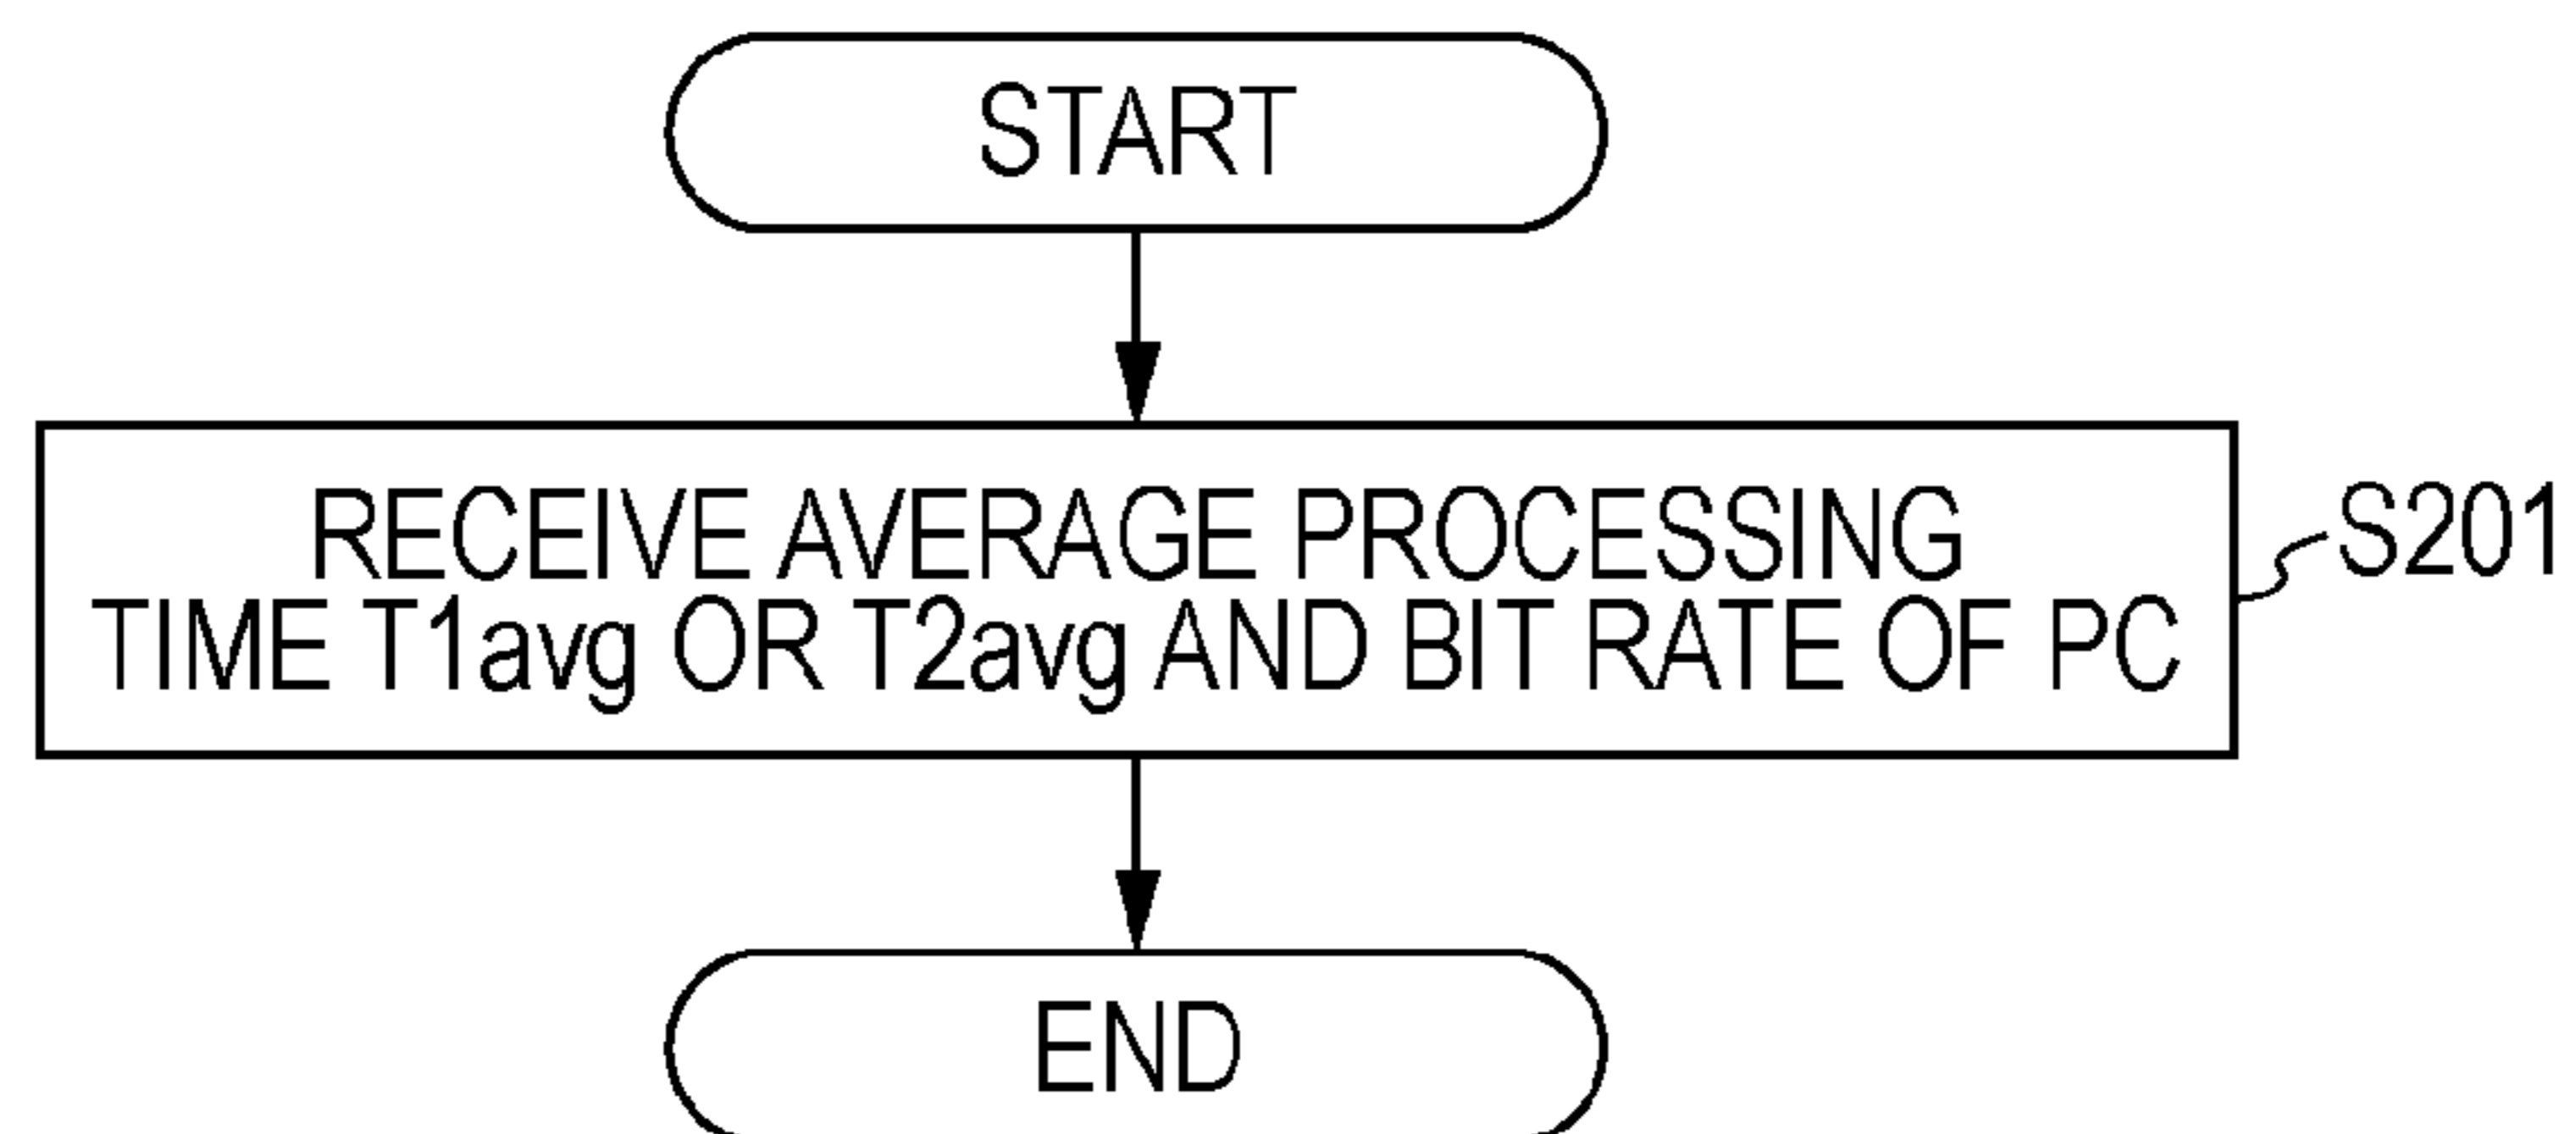 START
RECEIVE AVERAGE PROCESSING
TIME T1avg OR T2avg AND BIT RATE OF PC
S201
END